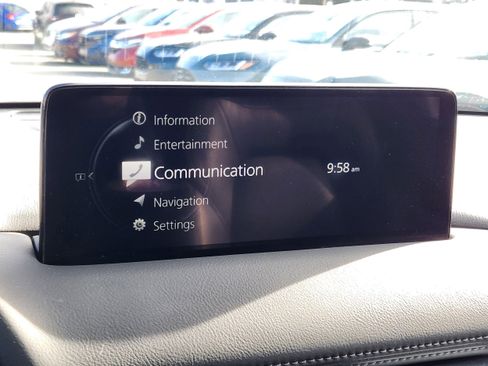 Information
Entertainment
Communication
9:58 am
Navigation
Settings